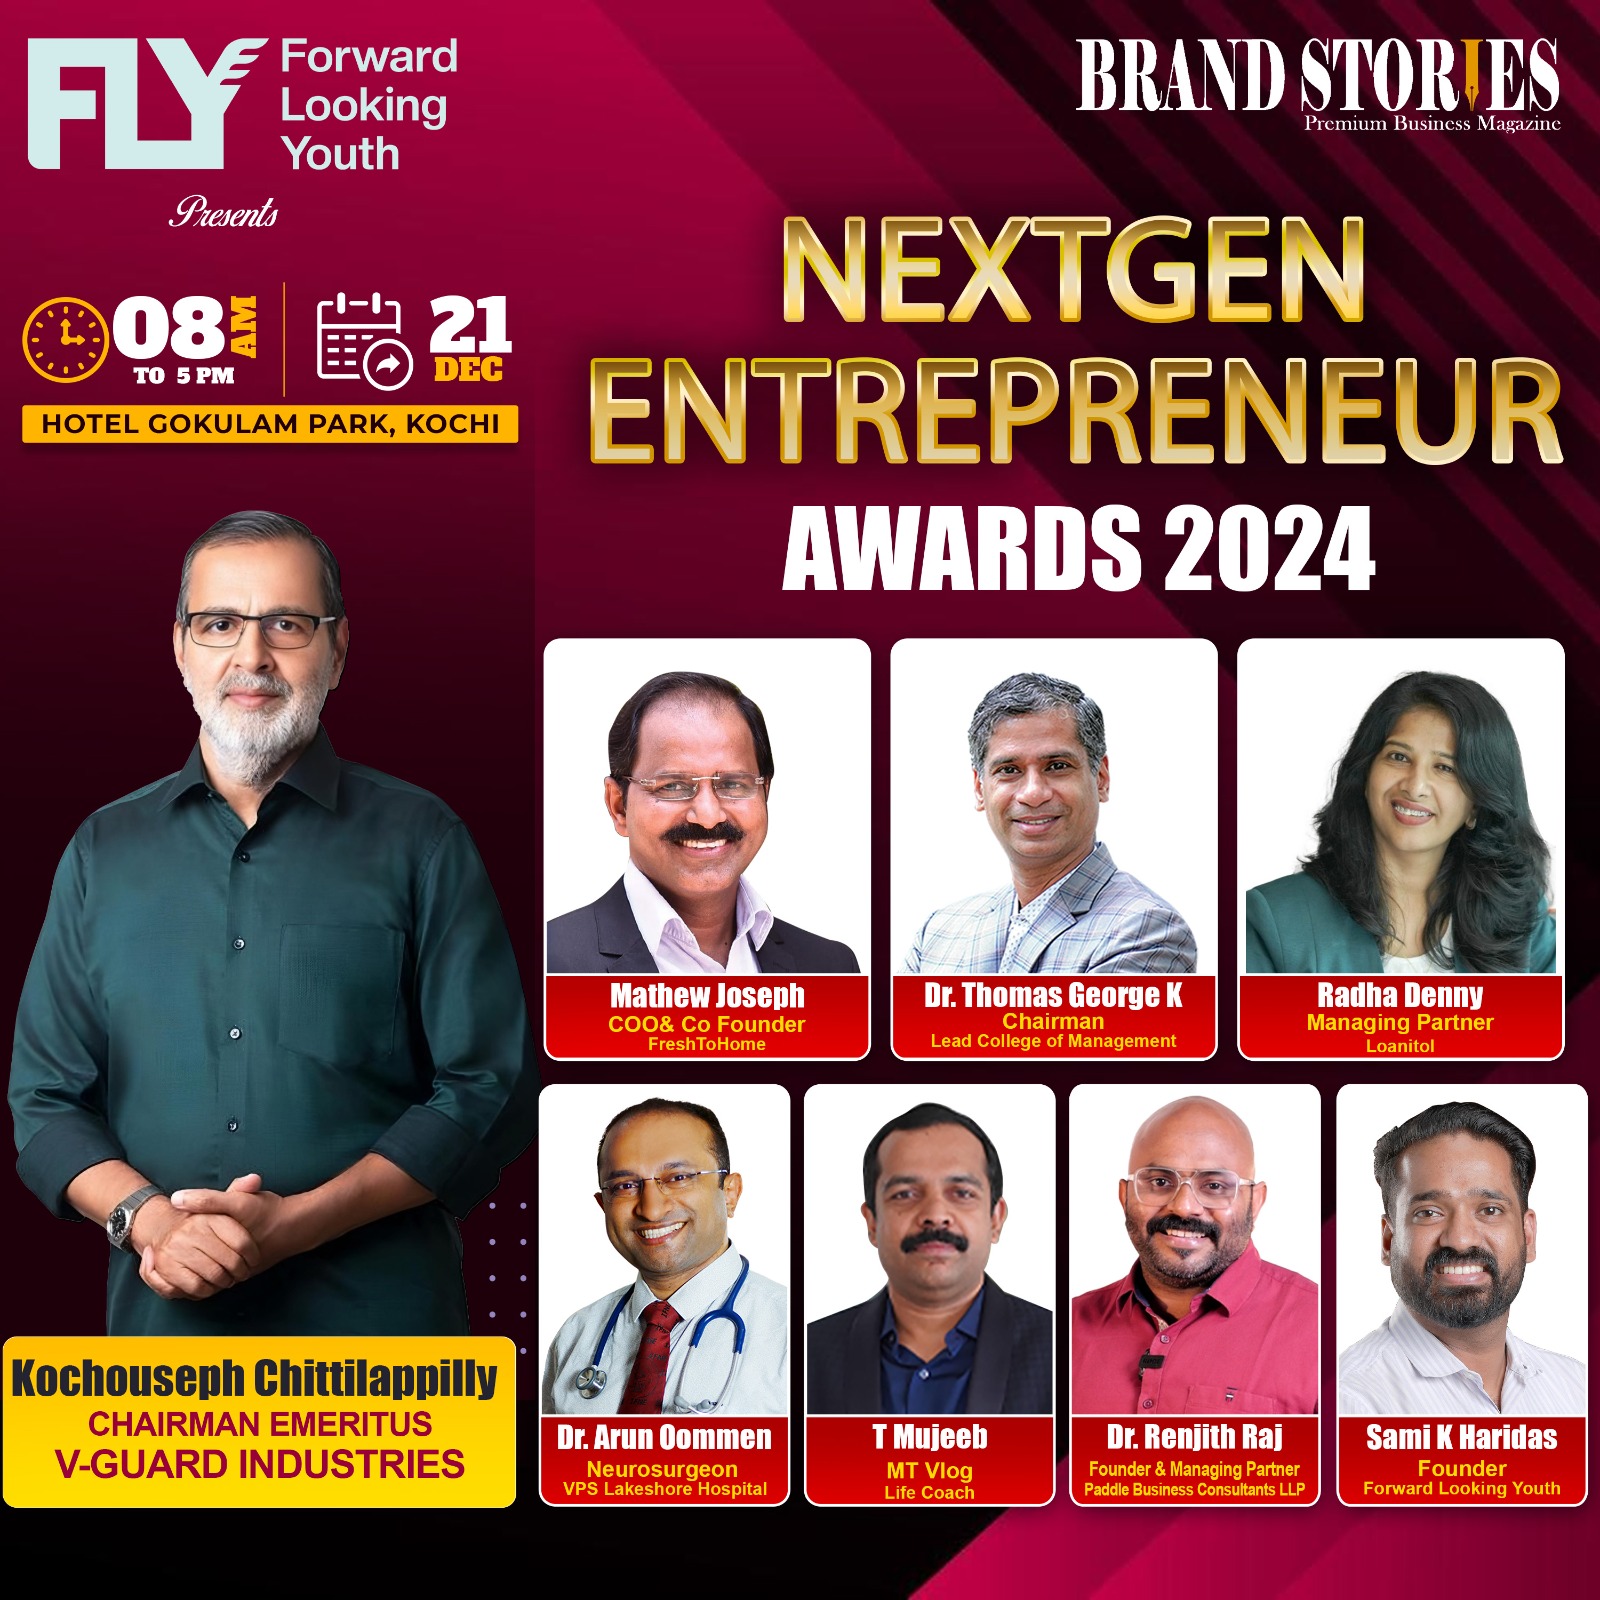 FLY
Forward
Looking
Youth
Presents
BRAND STORIES
Premium Business Magazine
08 AM
TO 5 PM
21
DEC
HOTEL GOKULAM PARK, KOCHI
NEXTGEN
ENTREPRENEUR
AWARDS 2024
Mathew Joseph
COO& Co Founder
FreshToHome
Dr. Thomas George K
Chairman
Lead College of Management
Radha Denny
Managing Partner
Loanitol
Kochouseph Chittilappilly
CHAIRMAN EMERITUS
V-GUARD INDUSTRIES
Dr. Arun Oommen
Neurosurgeon
VPS Lakeshore Hospital
T Mujeeb
MT Vlog
Life Coach
Dr. Renjith Raj
Founder & Managing Partner
Paddle Business Consultants LLP
Sami K Haridas
Founder
Forward Looking Youth